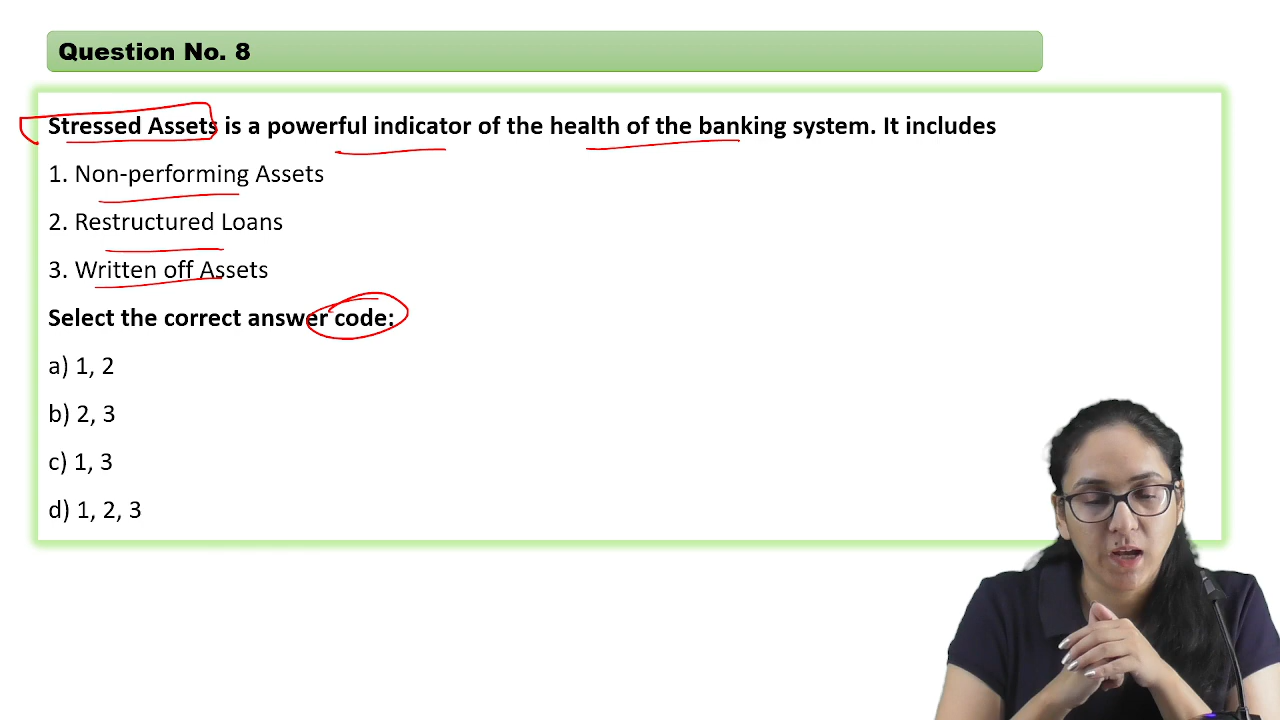 Question No. 8
Stressed Assets is a powerful indicator of the health of the banking system. It includes
1. Non-performing Assets
2. Restructured Loans
3. Written off Assets
Select the correct answer code:
a) 1, 2
b) 2, 3
c) 1, 3
d) 1, 2, 3